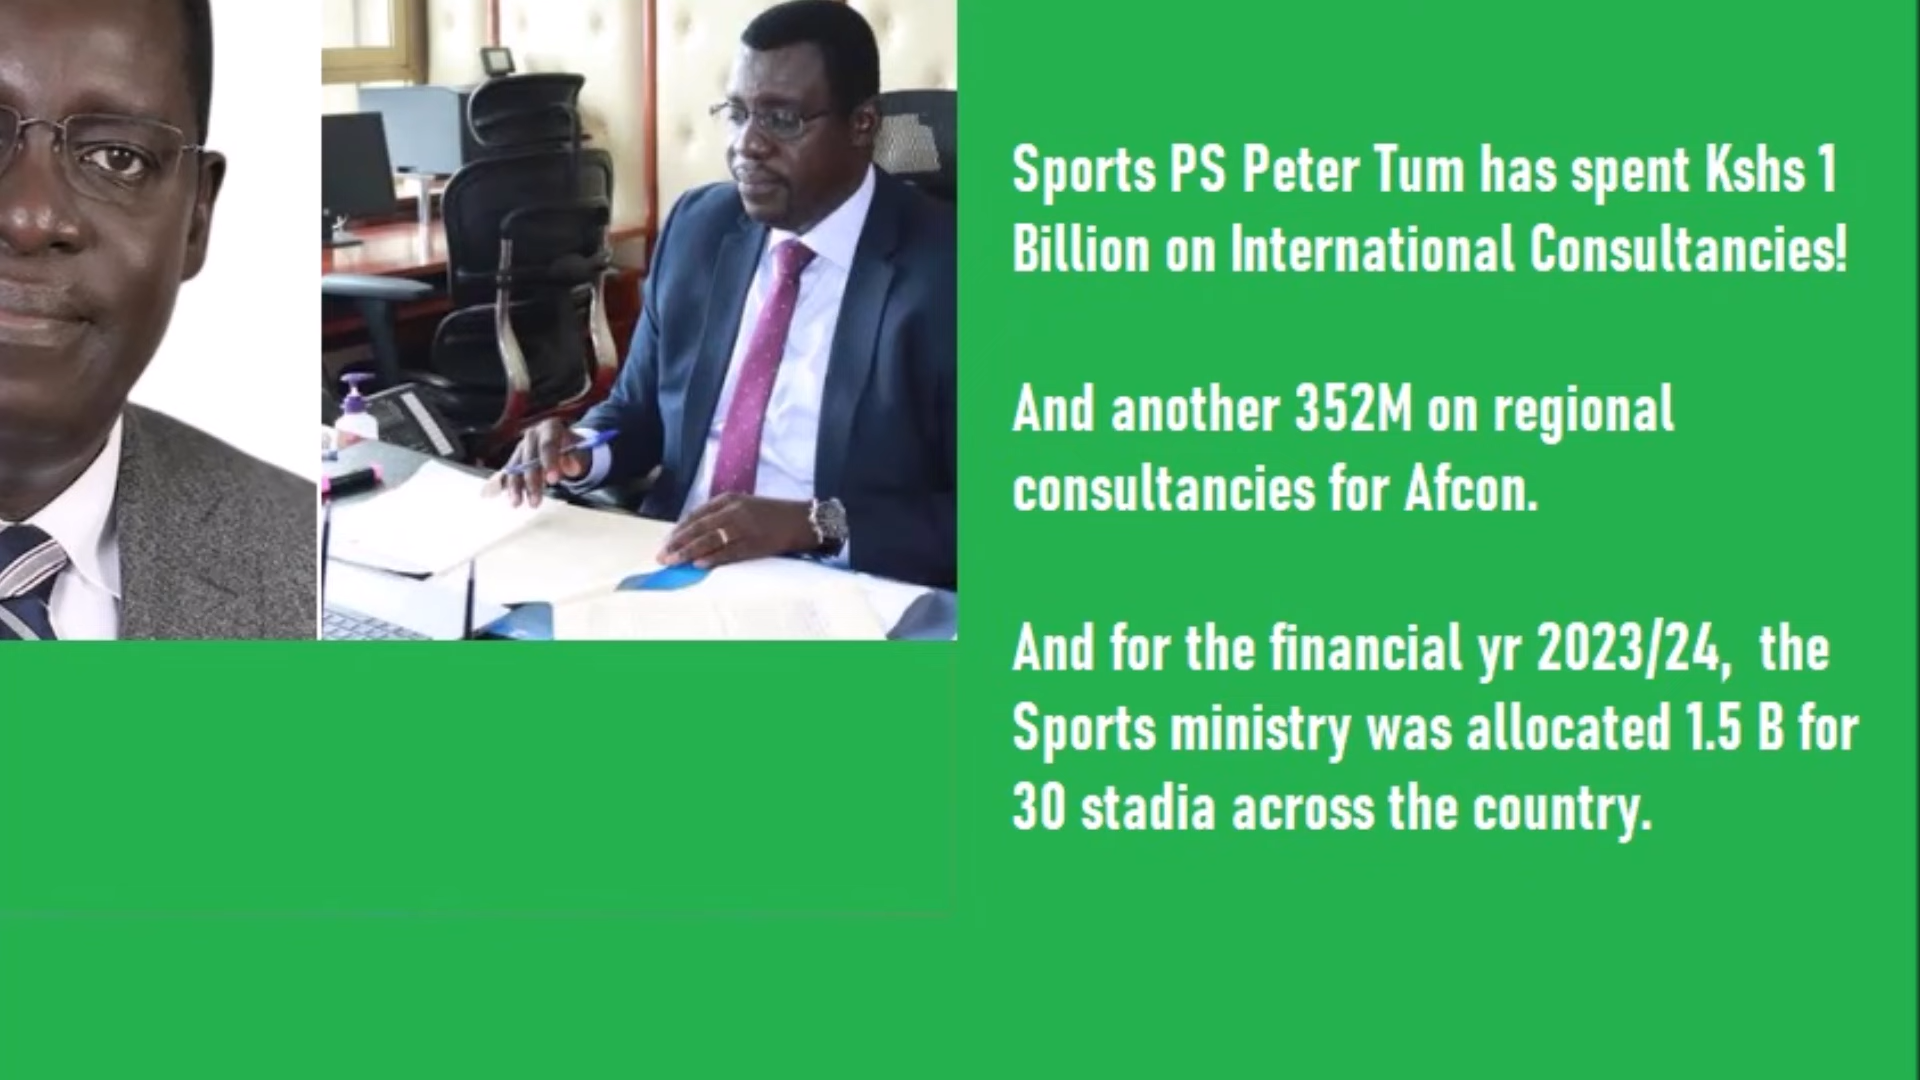 Sports PS Peter Tum has spent Kshs 1
Billion on International Consultancies!
And another 352M on regional
consultancies for Afcon.
And for the financial yr 2023/24,  the
Sports ministry was allocated 1.5 B for
30 stadia across the country.